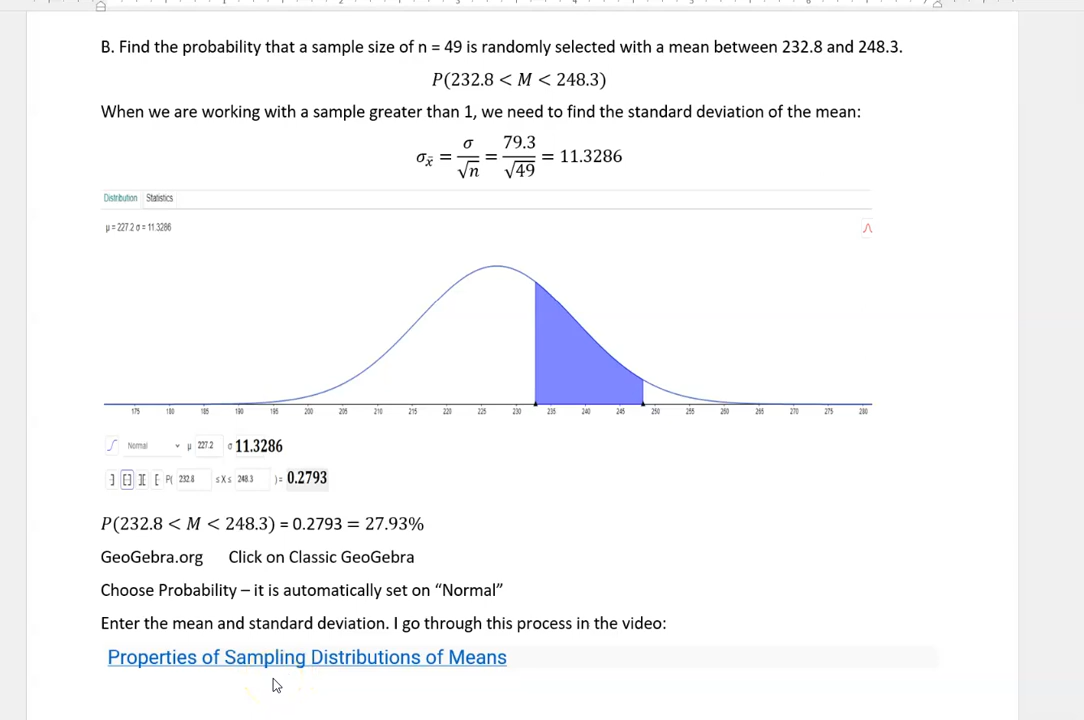 B. Find the probability that a sample size of n = 49 is randomly selected with a mean between 232.8 and 248.3.
P(232.8 < M < 248.3)
When we are working with a sample greater than 1, we need to find the standard deviation of the mean:
σx̄ = σ/√n = 79.3/√49 = 11.3286
Distribution Statistics
μ = 227.2 σ = 11.3286
175 180 185 190 195 200 205 210 215 220 225 230 235 240 245 250 255 260 265 270 275 280
Normal μ 227.2 σ 11.3286
P( 232.8 ≤ X ≤ 248.3 ) = 0.2793
P(232.8 < M < 248.3) = 0.2793 = 27.93%
GeoGebra.org Click on Classic GeoGebra
Choose Probability – it is automatically set on “Normal”
Enter the mean and standard deviation. I go through this process in the video:
Properties of Sampling Distributions of Means